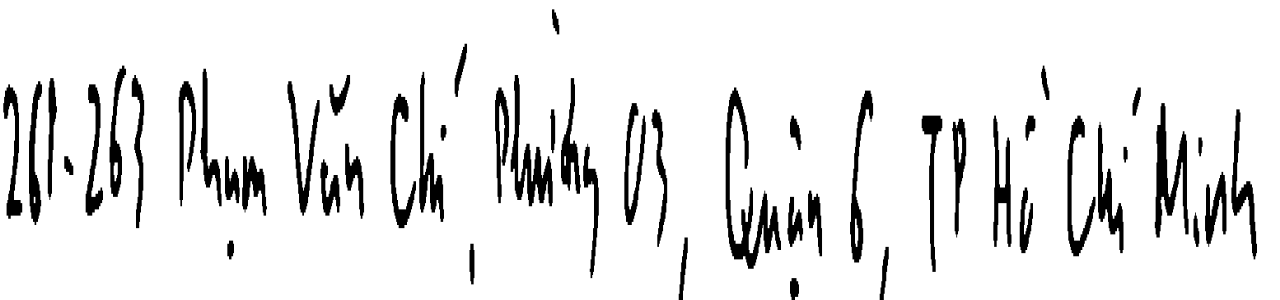 261-263 Phạm Văn Chí, Phường 03, Quận 6, TP Hồ Chí Minh